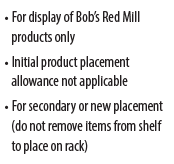 • For display of Bob's Red Mill
products only
• Initial product placement
allowance not applicable
• For secondary or new placement
(do not remove items from shelf
to place on rack)